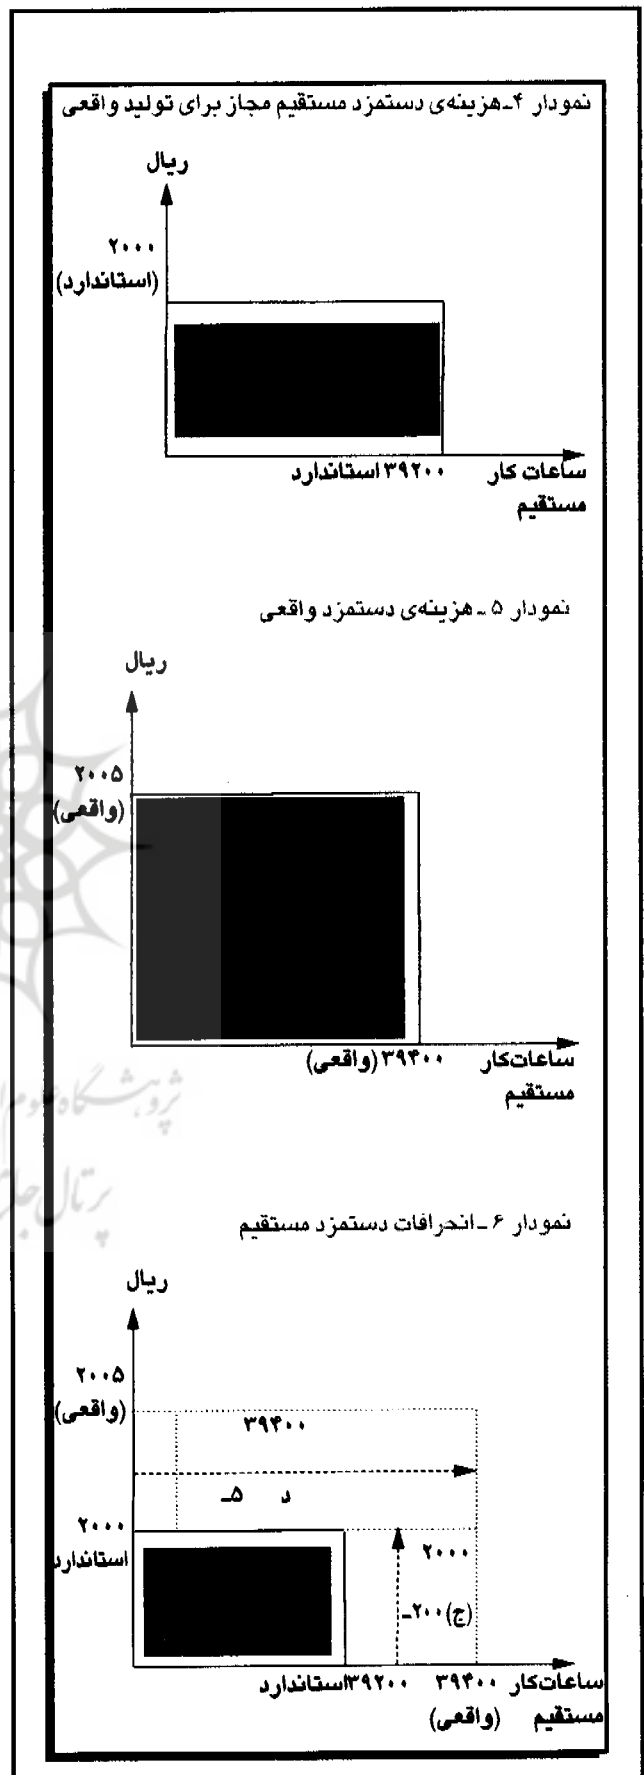 نمودار ۴ـ هزینه‌ی دستمزد مستقیم مجاز برای تولید واقعی
ریال
۲۰۰۰
(استاندارد)
۳۹۲۰۰ استاندارد
ساعات کار
مستقیم
نمودار ۵ ـ هزینه‌ی دستمزد واقعی
ریال
۲۰۰۵
(واقعی)
۳۹۴۰۰ (واقعی)
ساعات‌کار
مستقیم
نمودار ۶ ـ انحرافات دستمزد مستقیم
ریال
۲۰۰۵
(واقعی)
۳۹۴۰۰
د ۵ـ
۲۰۰۰
استاندارد
۲۰۰۰
(ج) ۲۰۰ـ
۳۹۲۰۰ استاندارد
۳۹۴۰۰
(واقعی)
ساعات‌کار
مستقیم